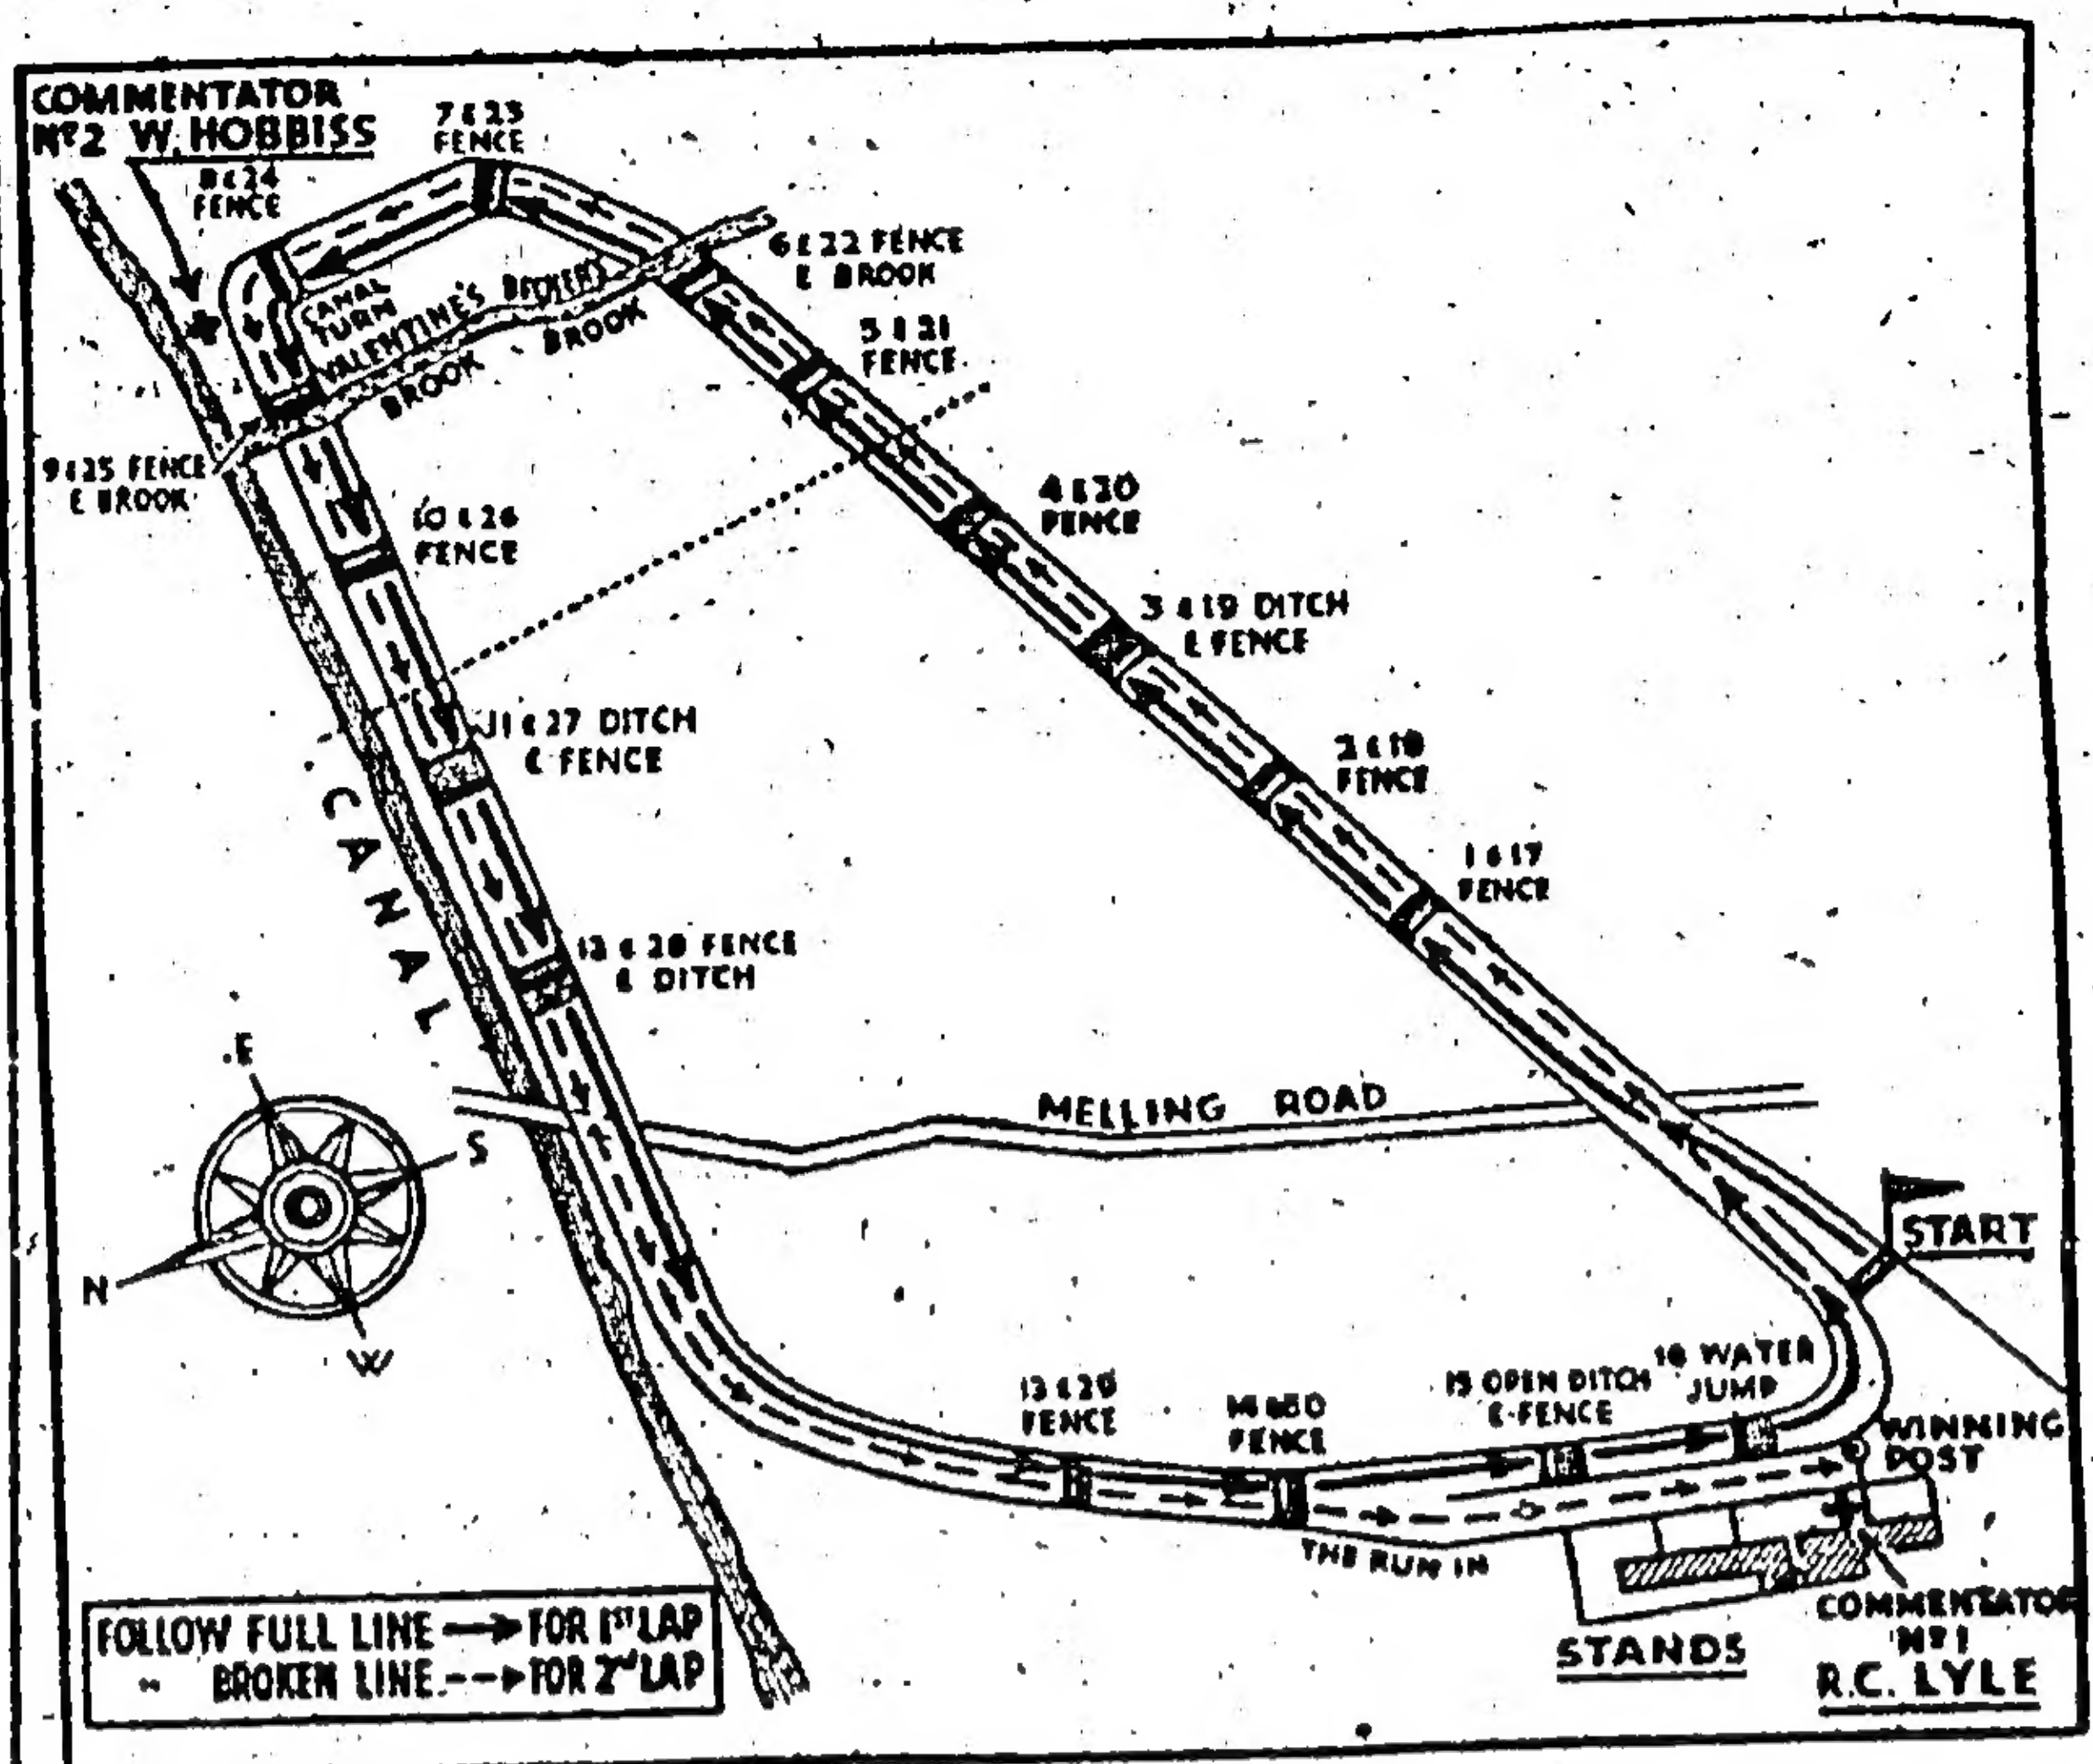 COMMENTATOR
Nº2 W. HOBBISS
7 & 23
FENCE
8 & 24
FENCE
6 & 22 FENCE
& BROOK
CANAL
TURN
VALENTINE'S
BROOK
BECHER'S
BROOK
5 & 21
FENCE
9 & 25 FENCE
& BROOK
10 & 26
FENCE
4 & 20
FENCE
3 & 19 DITCH
& FENCE
11 & 27 DITCH
& FENCE
2 & 18
FENCE
CANAL
1 & 17
FENCE
12 & 28 FENCE
& DITCH
E
S
N
W
MELLING ROAD
START
13 & 29
FENCE
14 & 30
FENCE
15 OPEN DITCH
& FENCE
16 WATER
JUMP
WINNING
POST
THE RUN IN
STANDS
COMMENTATOR
Nº1
R.C. LYLE
FOLLOW FULL LINE FOR 1ST LAP
" BROKEN LINE FOR 2nd LAP